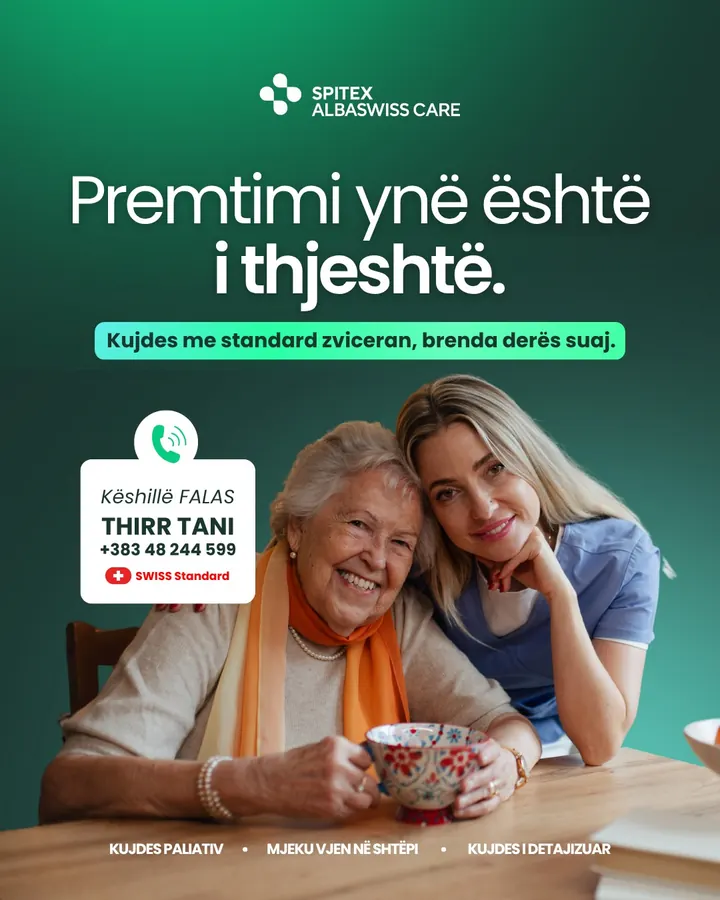 SPITEX
ALBASWISS CARE
Premtimi ynë është
i thjeshtë.
Kujdes me standard zviceran, brenda derës suaj.
Këshillë FALAS
THIRR TANI
+383 48 244 599
SWISS Standard
KUJDES PALIATIV • MJEKU VJEN NË SHTËPI • KUJDES I DETAJIZUAR